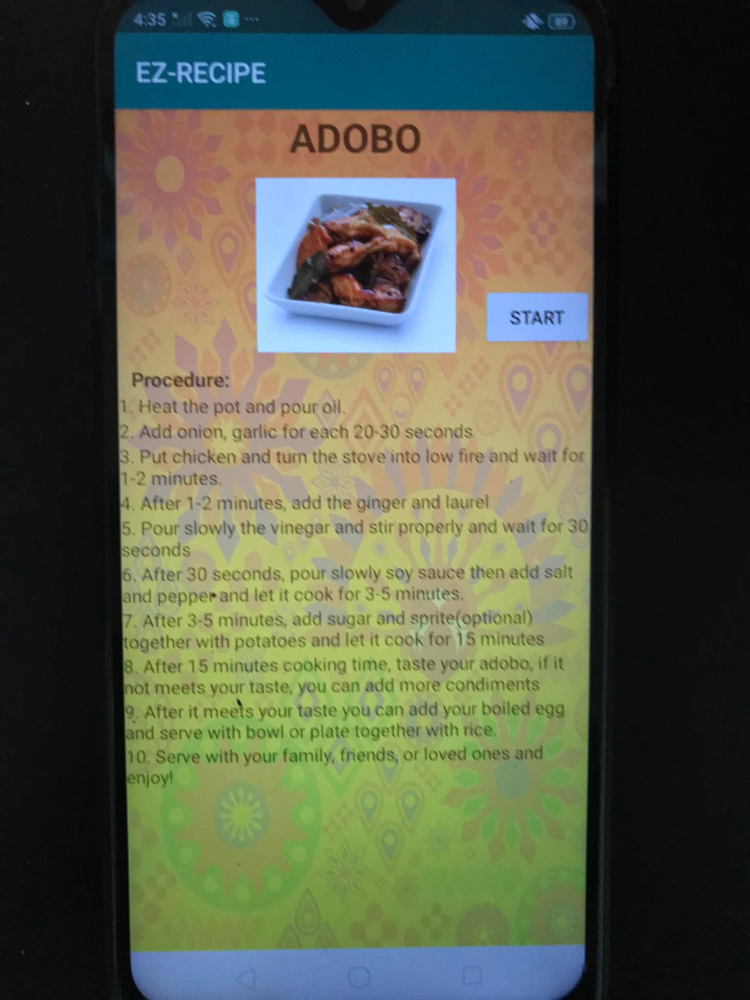 4:35
89
EZ-RECIPE
ADOBO
START
Procedure:
1. Heat the pot and pour oil.
2. Add onion, garlic for each 20-30 seconds
3. Put chicken and turn the stove into low fire and wait for
1-2 minutes.
4. After 1-2 minutes, add the ginger and laurel
5. Pour slowly the vinegar and stir properly and wait for 30
seconds
6. After 30 seconds, pour slowly soy sauce then add salt
and pepper and let it cook for 3-5 minutes.
7. After 3-5 minutes, add sugar and sprite(optional)
together with potatoes and let it cook for 15 minutes
8. After 15 minutes cooking time, taste your adobo, if it
not meets your taste, you can add more condiments
9. After it meets your taste you can add your boiled egg
and serve with bowl or plate together with rice.
10. Serve with your family, friends, or loved ones and
enjoy!